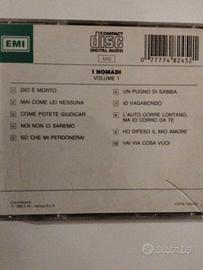 EMI
COMPACT
disc
DIGITAL AUDIO
AAD
0 77774 82452
I NOMADI
VOLUME 1
1 DIO È MORTO
2 MAI COME LEI NESSUNA
3 COME POTETE GIUDICAR
4 NOI NON CI SAREMO
5 SO CHE MI PERDONERAI
6 UN PUGNO DI SABBIA
7 IO VAGABONDO
8 L'AUTO CORRE LONTANO,
MA IO CORRO DA TE
9 HO DIFESO IL MIO AMORE
10 VAI VIA COSA VUOI
subito